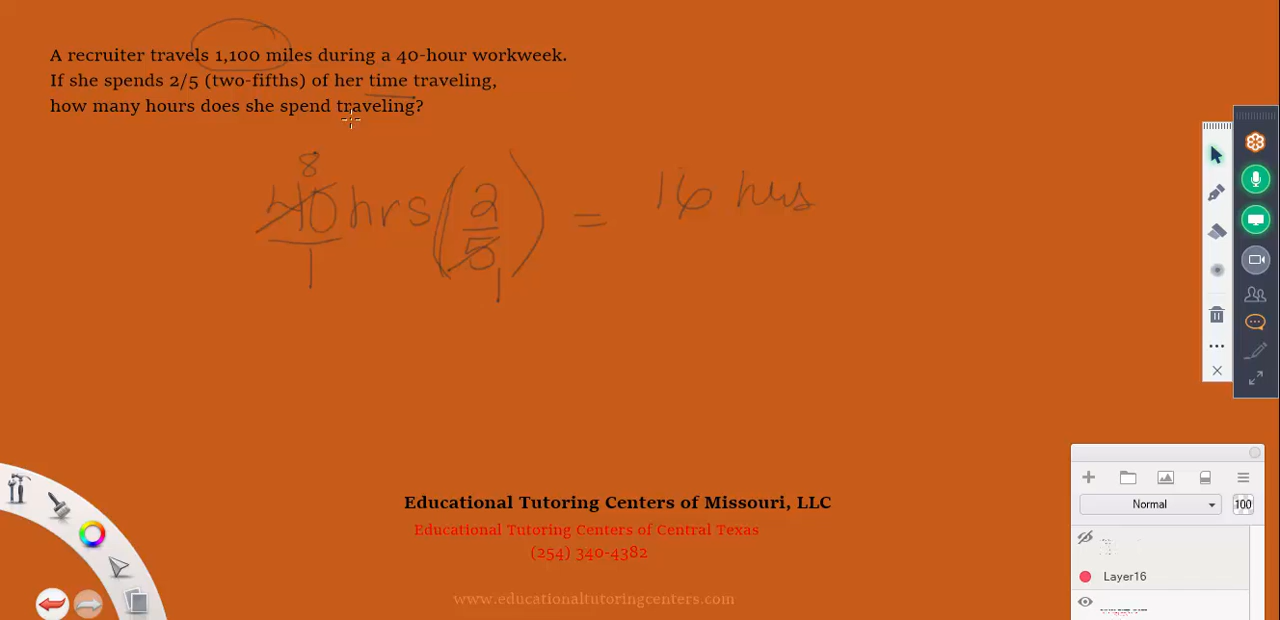 A recruiter travels 1,100 miles during a 40-hour workweek.
If she spends 2/5 (two-fifths) of her time traveling,
how many hours does she spend traveling?
8
40 hrs ( 2 = 16 hrs
1 5 )
1
Educational Tutoring Centers of Missouri, LLC
Educational Tutoring Centers of Central Texas
(254) 340-4382
www.educationaltutoringcenters.com
Normal
100
Layer16